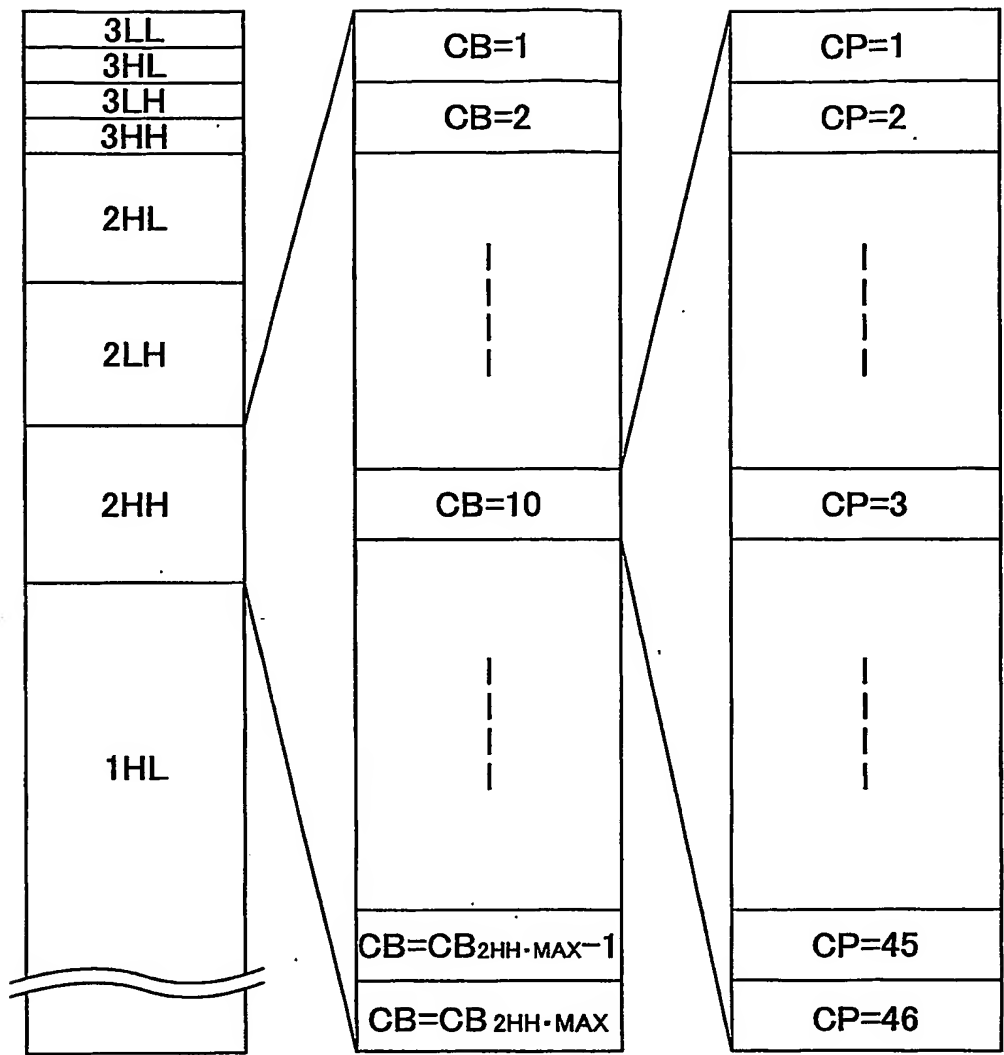 3LL
3HL
3LH
3HH
2HL
2LH
2HH
1HL
CB=1
CB=2
CB=10
CB=CB2HH·MAX-1
CB=CB2HH·MAX
CP=1
CP=2
CP=3
CP=45
CP=46